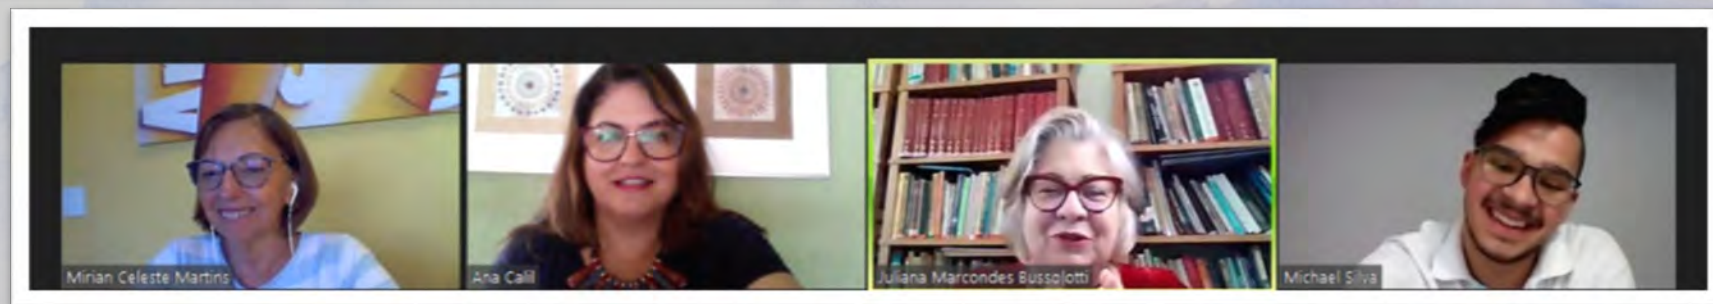 Mirian Celeste Martins
Ana Calil
Juliana Marcondes Bussolotti
Michael Silva